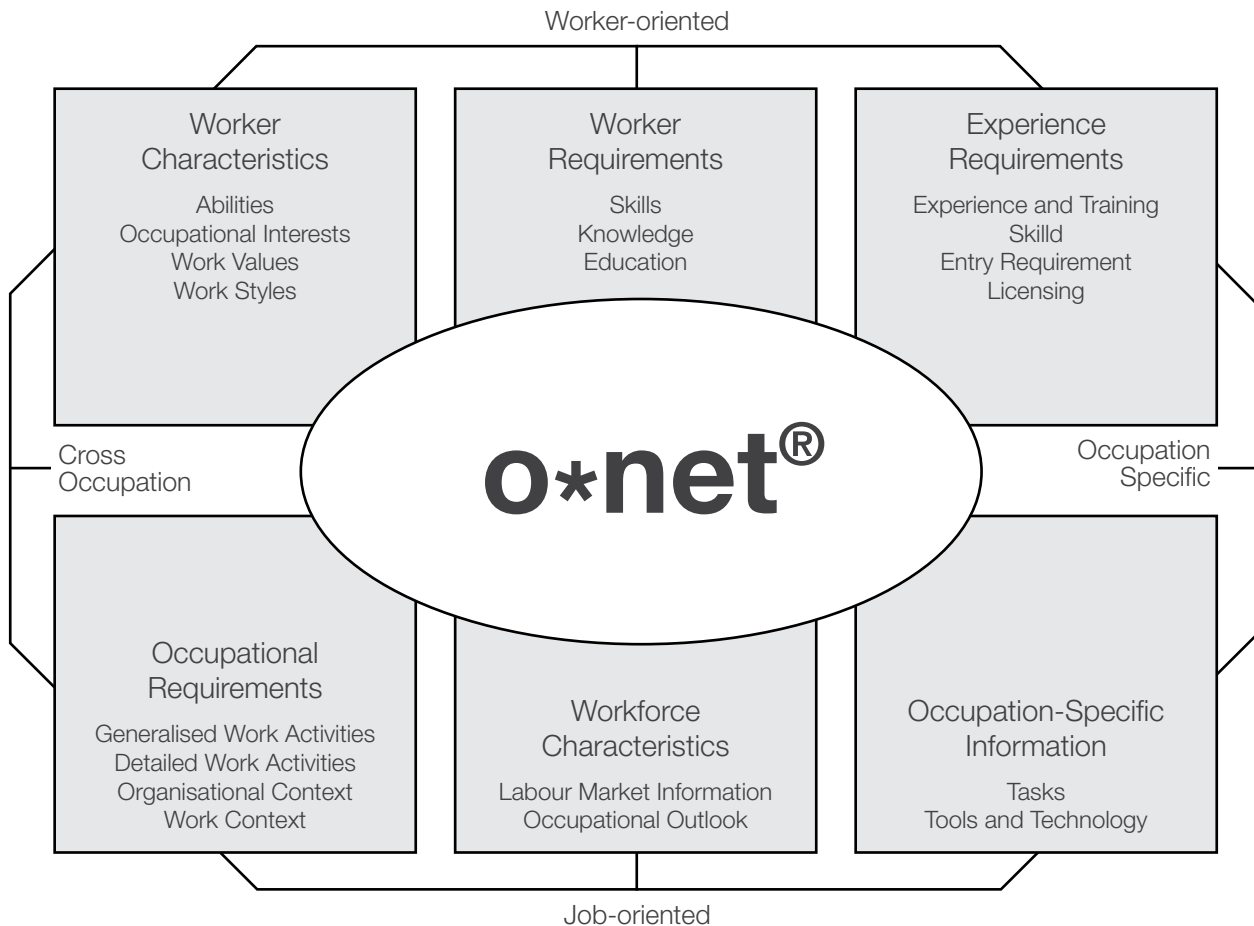 Worker-oriented
Worker
Characteristics
Abilities
Occupational Interests
Work Values
Work Styles
Worker
Requirements
Skills
Knowledge
Education
Experience
Requirements
Experience and Training
Skilld
Entry Requirement
Licensing
Cross
Occupation
o*net®
Occupation
Specific
Occupational
Requirements
Generalised Work Activities
Detailed Work Activities
Organisational Context
Work Context
Workforce
Characteristics
Labour Market Information
Occupational Outlook
Occupation-Specific
Information
Tasks
Tools and Technology
Job-oriented